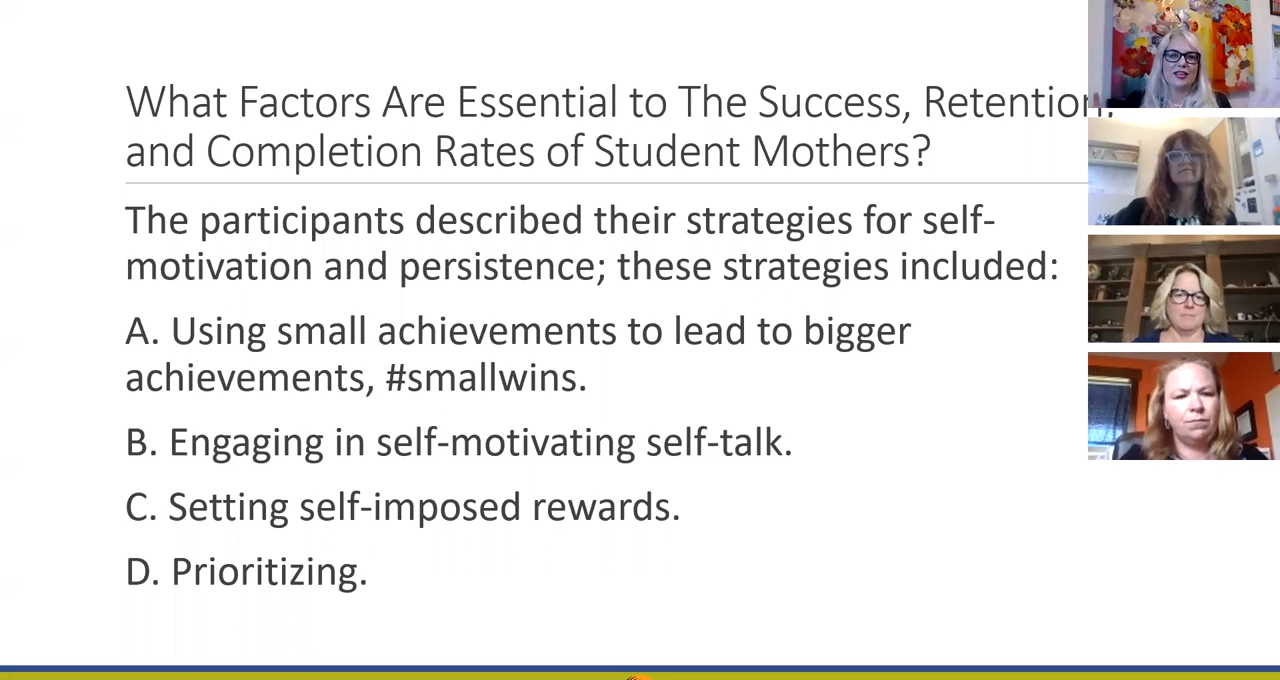 What Factors Are Essential to The Success, Retention,
and Completion Rates of Student Mothers?
The participants described their strategies for self-
motivation and persistence; these strategies included:
A. Using small achievements to lead to bigger
achievements, #smallwins.
B. Engaging in self-motivating self-talk.
C. Setting self-imposed rewards.
D. Prioritizing.